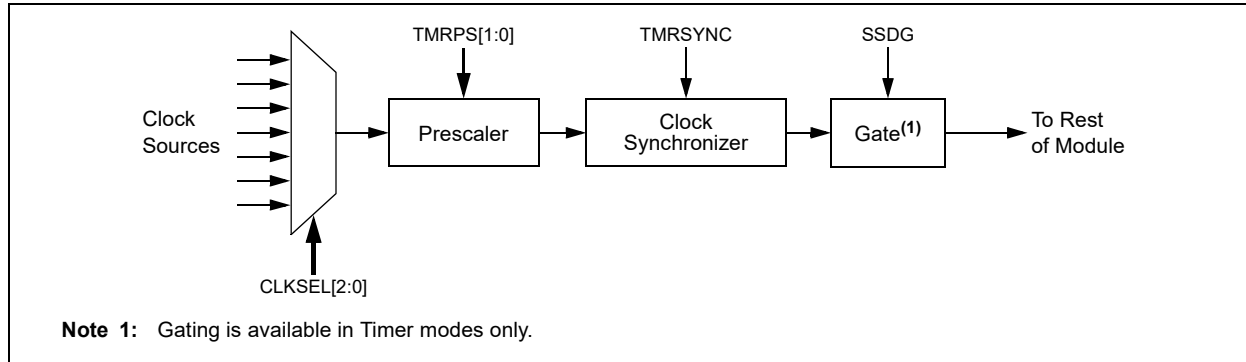 TMRPS[1:0]
TMRSYNC
SSDG
Clock
Sources
Prescaler
Clock
Synchronizer
Gate(1)
To Rest
of Module
CLKSEL[2:0]
Note 1: Gating is available in Timer modes only.